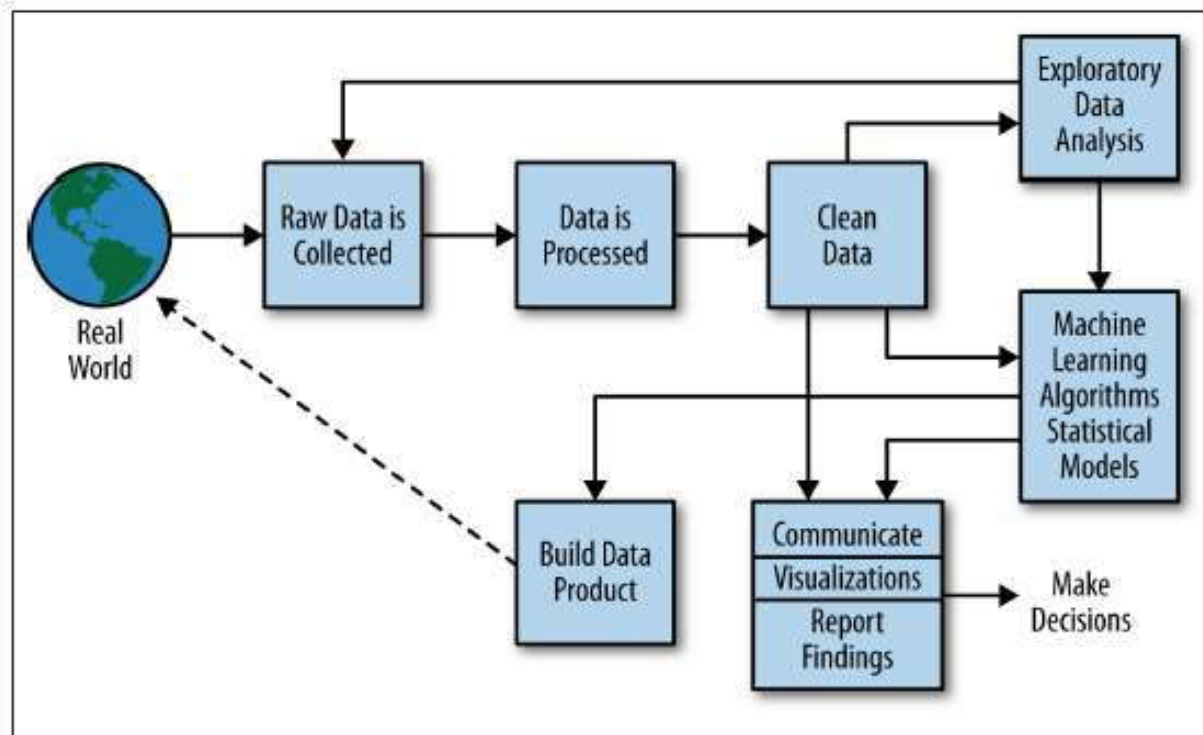 Exploratory
Data
Analysis
Raw Data is
Collected
Data is
Processed
Clean
Data
Real
World
Machine
Learning
Algorithms
Statistical
Models
Build Data
Product
Communicate
Visualizations
Report
Findings
Make
Decisions